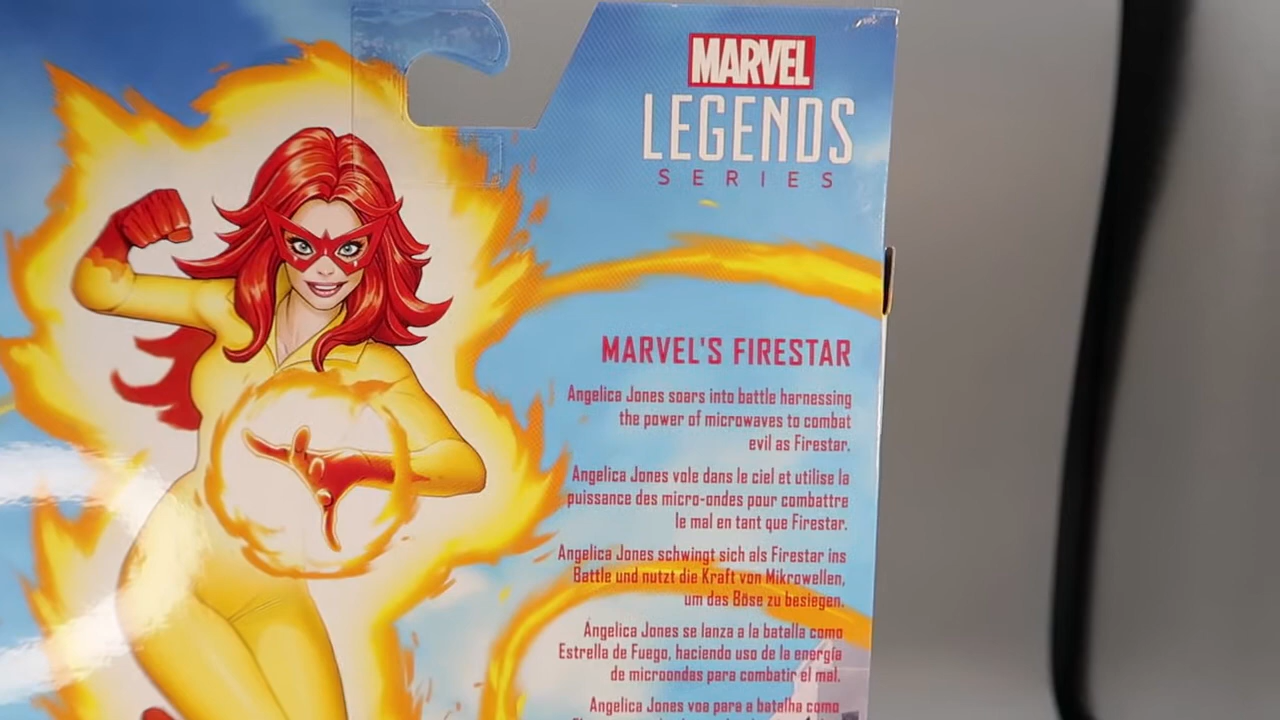 MARVEL
LEGENDS
SERIES
MARVEL'S FIRESTAR
Angelica Jones soars into battle harnessing
the power of microwaves to combat
evil as Firestar.
Angelica Jones vole dans le ciel et utilise la
puissance des micro-ondes pour combattre
le mal en tant que Firestar.
Angelica Jones schwingt sich als Firestar ins
Battle und nutzt die Kraft von Mikrowellen,
um das Böse zu besiegen.
Angelica Jones se lanza a la batalla como
Estrella de Fuego, haciendo uso de la energía
de microondas para combatir el mal.
Angelica Jones voa para a batalha como